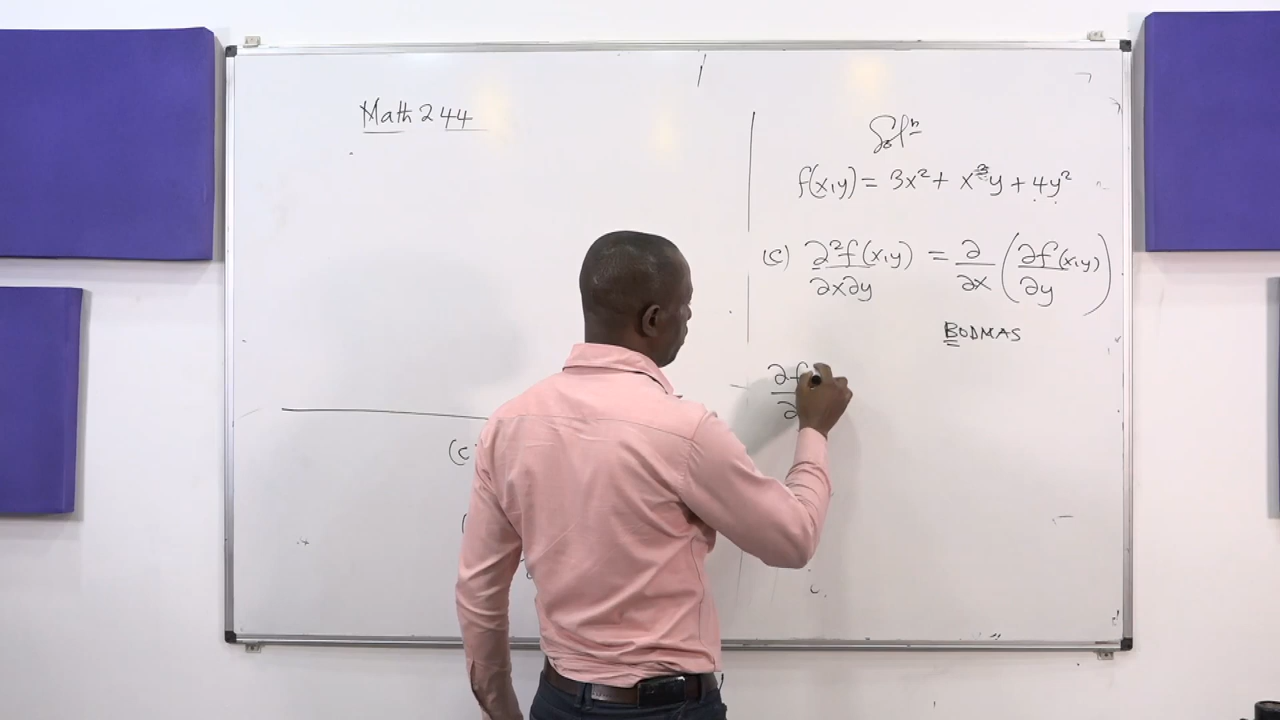 Math 244
(c)
Solⁿ
f(x,y) = 3x² + x³y + 4y²
(c) ∂²f(x,y)/∂x∂y = ∂/∂x (∂f(x,y)/∂y)
BODMAS
∂f/∂